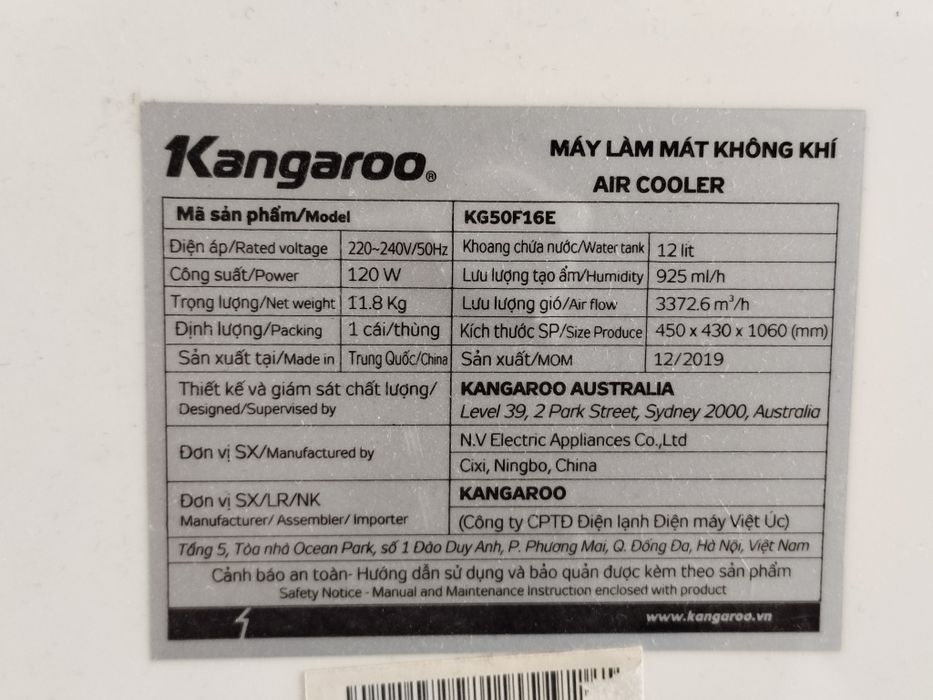 Kangaroo®
MÁY LÀM MÁT KHÔNG KHÍ
AIR COOLER
Mã sản phẩm/Model KG50F16E
Điện áp/Rated voltage 220~240V/50Hz Khoang chứa nước/Water tank 12 lit
Công suất/Power 120 W Lưu lượng tạo ẩm/Humidity 925 ml/h
Trọng lượng/Net weight 11.8 Kg Lưu lượng gió/Air flow 3372.6 m³/h
Định lượng/Packing 1 cái/thùng Kích thước SP/Size Produce 450 x 430 x 1060 (mm)
Sản xuất tại/Made in Trung Quốc/China Sản xuất/MOM 12/2019
Thiết kế và giám sát chất lượng/
Designed/Supervised by
KANGAROO AUSTRALIA
Level 39, 2 Park Street, Sydney 2000, Australia
Đơn vị SX/Manufactured by
N.V Electric Appliances Co.,Ltd
Cixi, Ningbo, China
Đơn vị SX/LR/NK
Manufacturer/ Assembler/ Importer
KANGAROO
(Công ty CPTĐ Điện lạnh Điện máy Việt Úc)
Tầng 5, Tòa nhà Ocean Park, số 1 Đào Duy Anh, P. Phương Mai, Q. Đống Đa, Hà Nội, Việt Nam
Cảnh báo an toàn- Hướng dẫn sử dụng và bảo quản được kèm theo sản phẩm
Safety Notice - Manual and Maintenance Instruction enclosed with product
www.kangaroo.vn